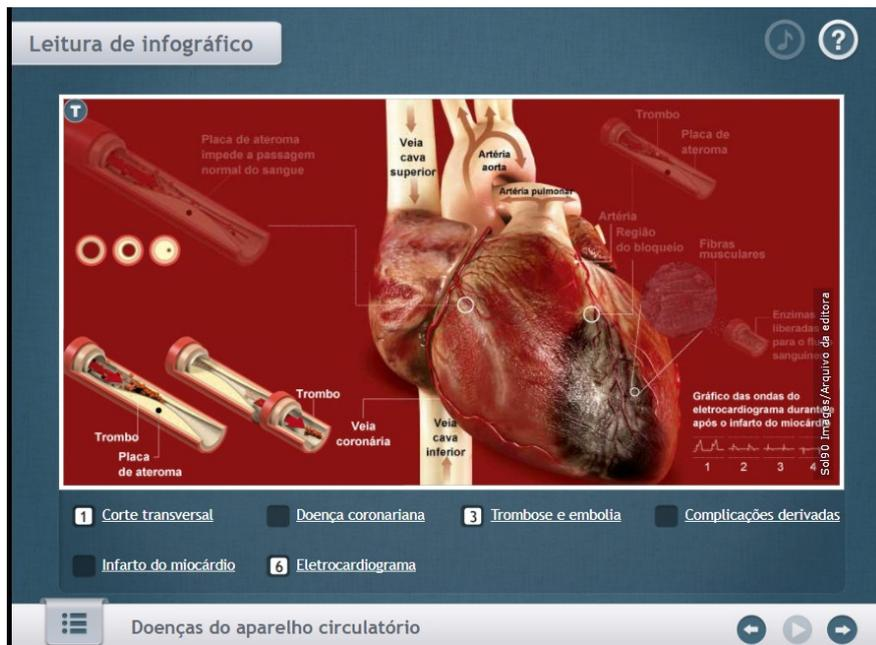 Leitura de infográfico
T
Placa de ateroma
impede a passagem
normal do sangue
Veia
cava
superior
Artéria
aorta
Artéria pulmonar
Trombo
Placa de
ateroma
Artéria
Região
do bloqueio
Fibras
musculares
Enzimas
liberadas
para o
sanguíne
Trombo
Placa
de ateroma
Trombo
Veia
coronária
Veia
cava
inferior
Gráfico das ondas do
eletrocardiograma durant
após o infarto do miocárdi
1 2 3 4
Sol90 Images/Arquivo da editora
1 Corte transversal
Doença coronariana
3 Trombose e embolia
Complicações derivadas
Infarto do miocárdio
6 Eletrocardiograma
Doenças do aparelho circulatório